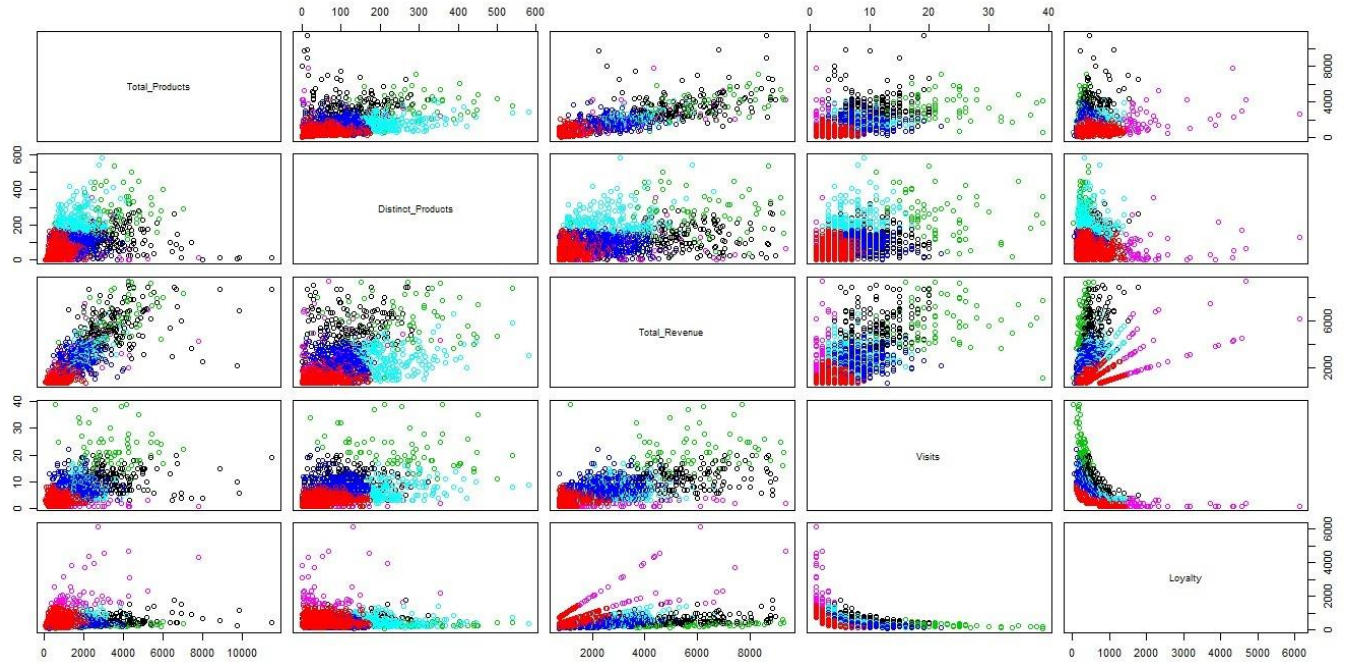 0 100 200 300 400 500 600
0 10 20 30 40
Total_Products
0 4000 8000
0 200 400 600
Distinct_Products
Total_Revenue
2000 6000
0 10 20 30 40
Visits
Loyalty
0 1000 2000 4000 6000
0 2000 4000 6000 8000 10000
2000 4000 6000 8000
0 1000 2000 3000 4000 5000 6000